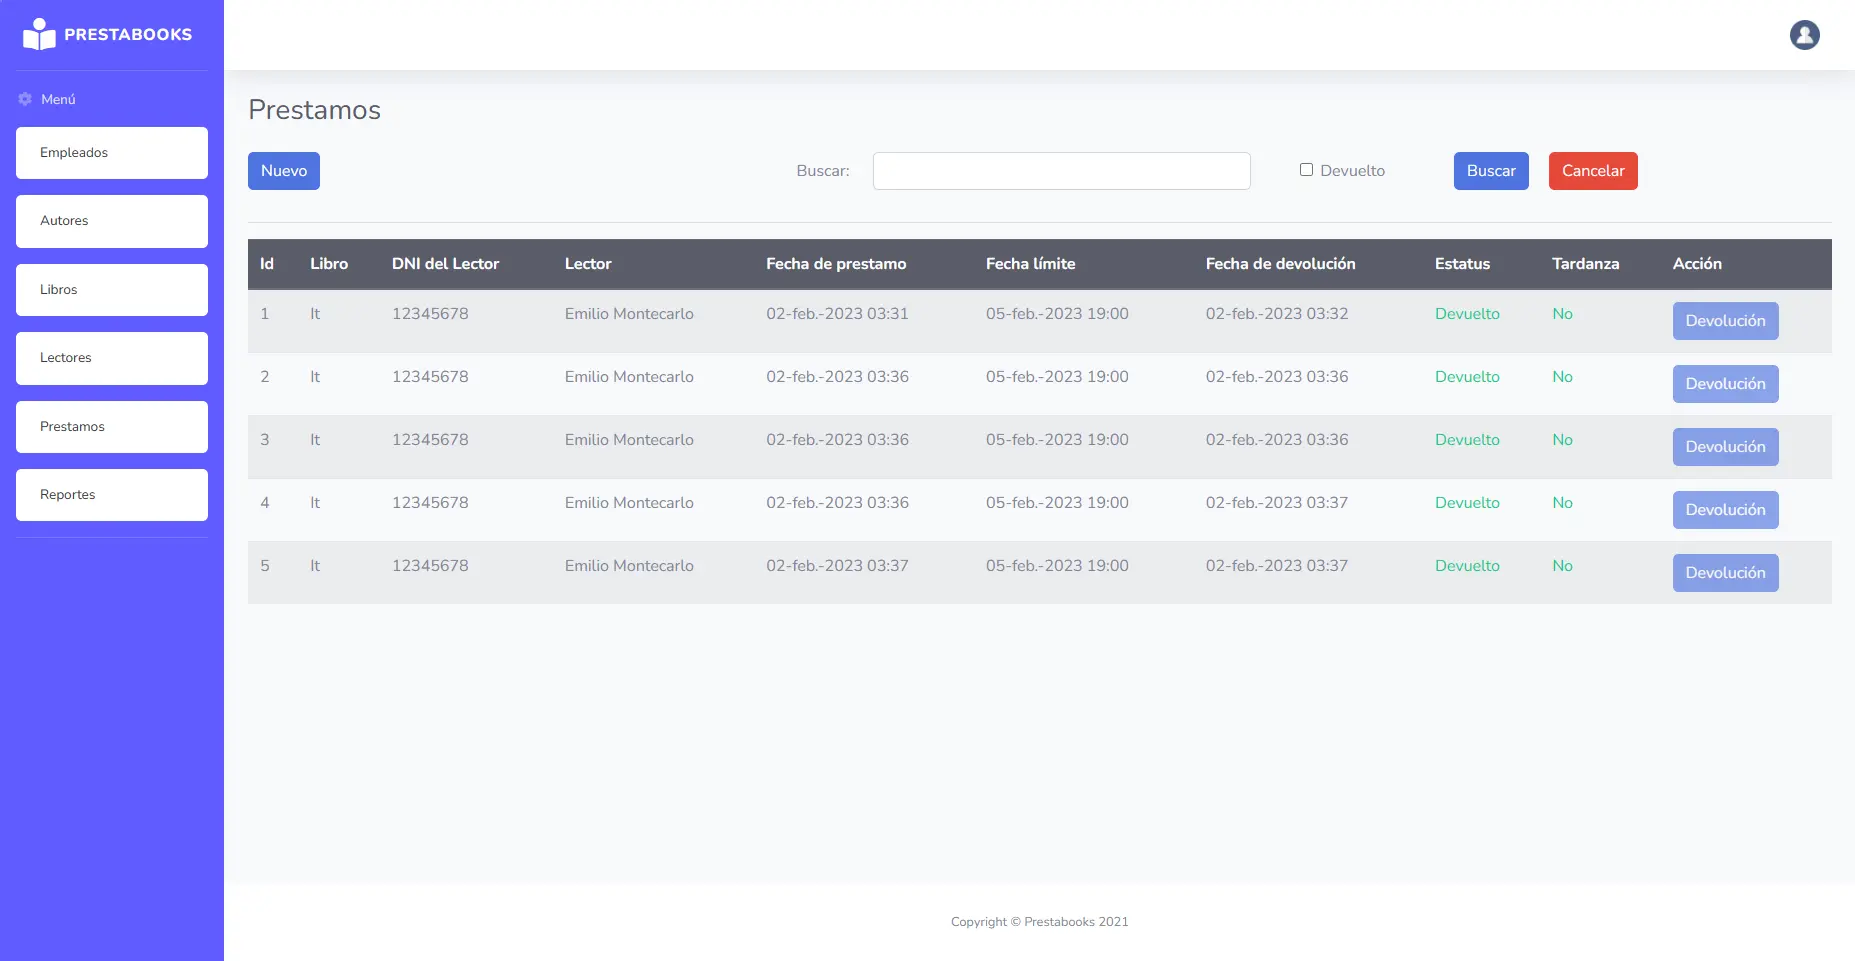 PRESTABOOKS
Menú
Empleados
Autores
Libros
Lectores
Prestamos
Reportes
Prestamos
Nuevo Buscar: Devuelto Buscar Cancelar
Id Libro DNI del Lector Lector Fecha de prestamo Fecha límite Fecha de devolución Estatus Tardanza Acción
1 It 12345678 Emilio Montecarlo 02-feb.-2023 03:31 05-feb.-2023 19:00 02-feb.-2023 03:32 Devuelto No Devolución
2 It 12345678 Emilio Montecarlo 02-feb.-2023 03:36 05-feb.-2023 19:00 02-feb.-2023 03:36 Devuelto No Devolución
3 It 12345678 Emilio Montecarlo 02-feb.-2023 03:36 05-feb.-2023 19:00 02-feb.-2023 03:36 Devuelto No Devolución
4 It 12345678 Emilio Montecarlo 02-feb.-2023 03:36 05-feb.-2023 19:00 02-feb.-2023 03:37 Devuelto No Devolución
5 It 12345678 Emilio Montecarlo 02-feb.-2023 03:37 05-feb.-2023 19:00 02-feb.-2023 03:37 Devuelto No Devolución
Copyright © Prestabooks 2021